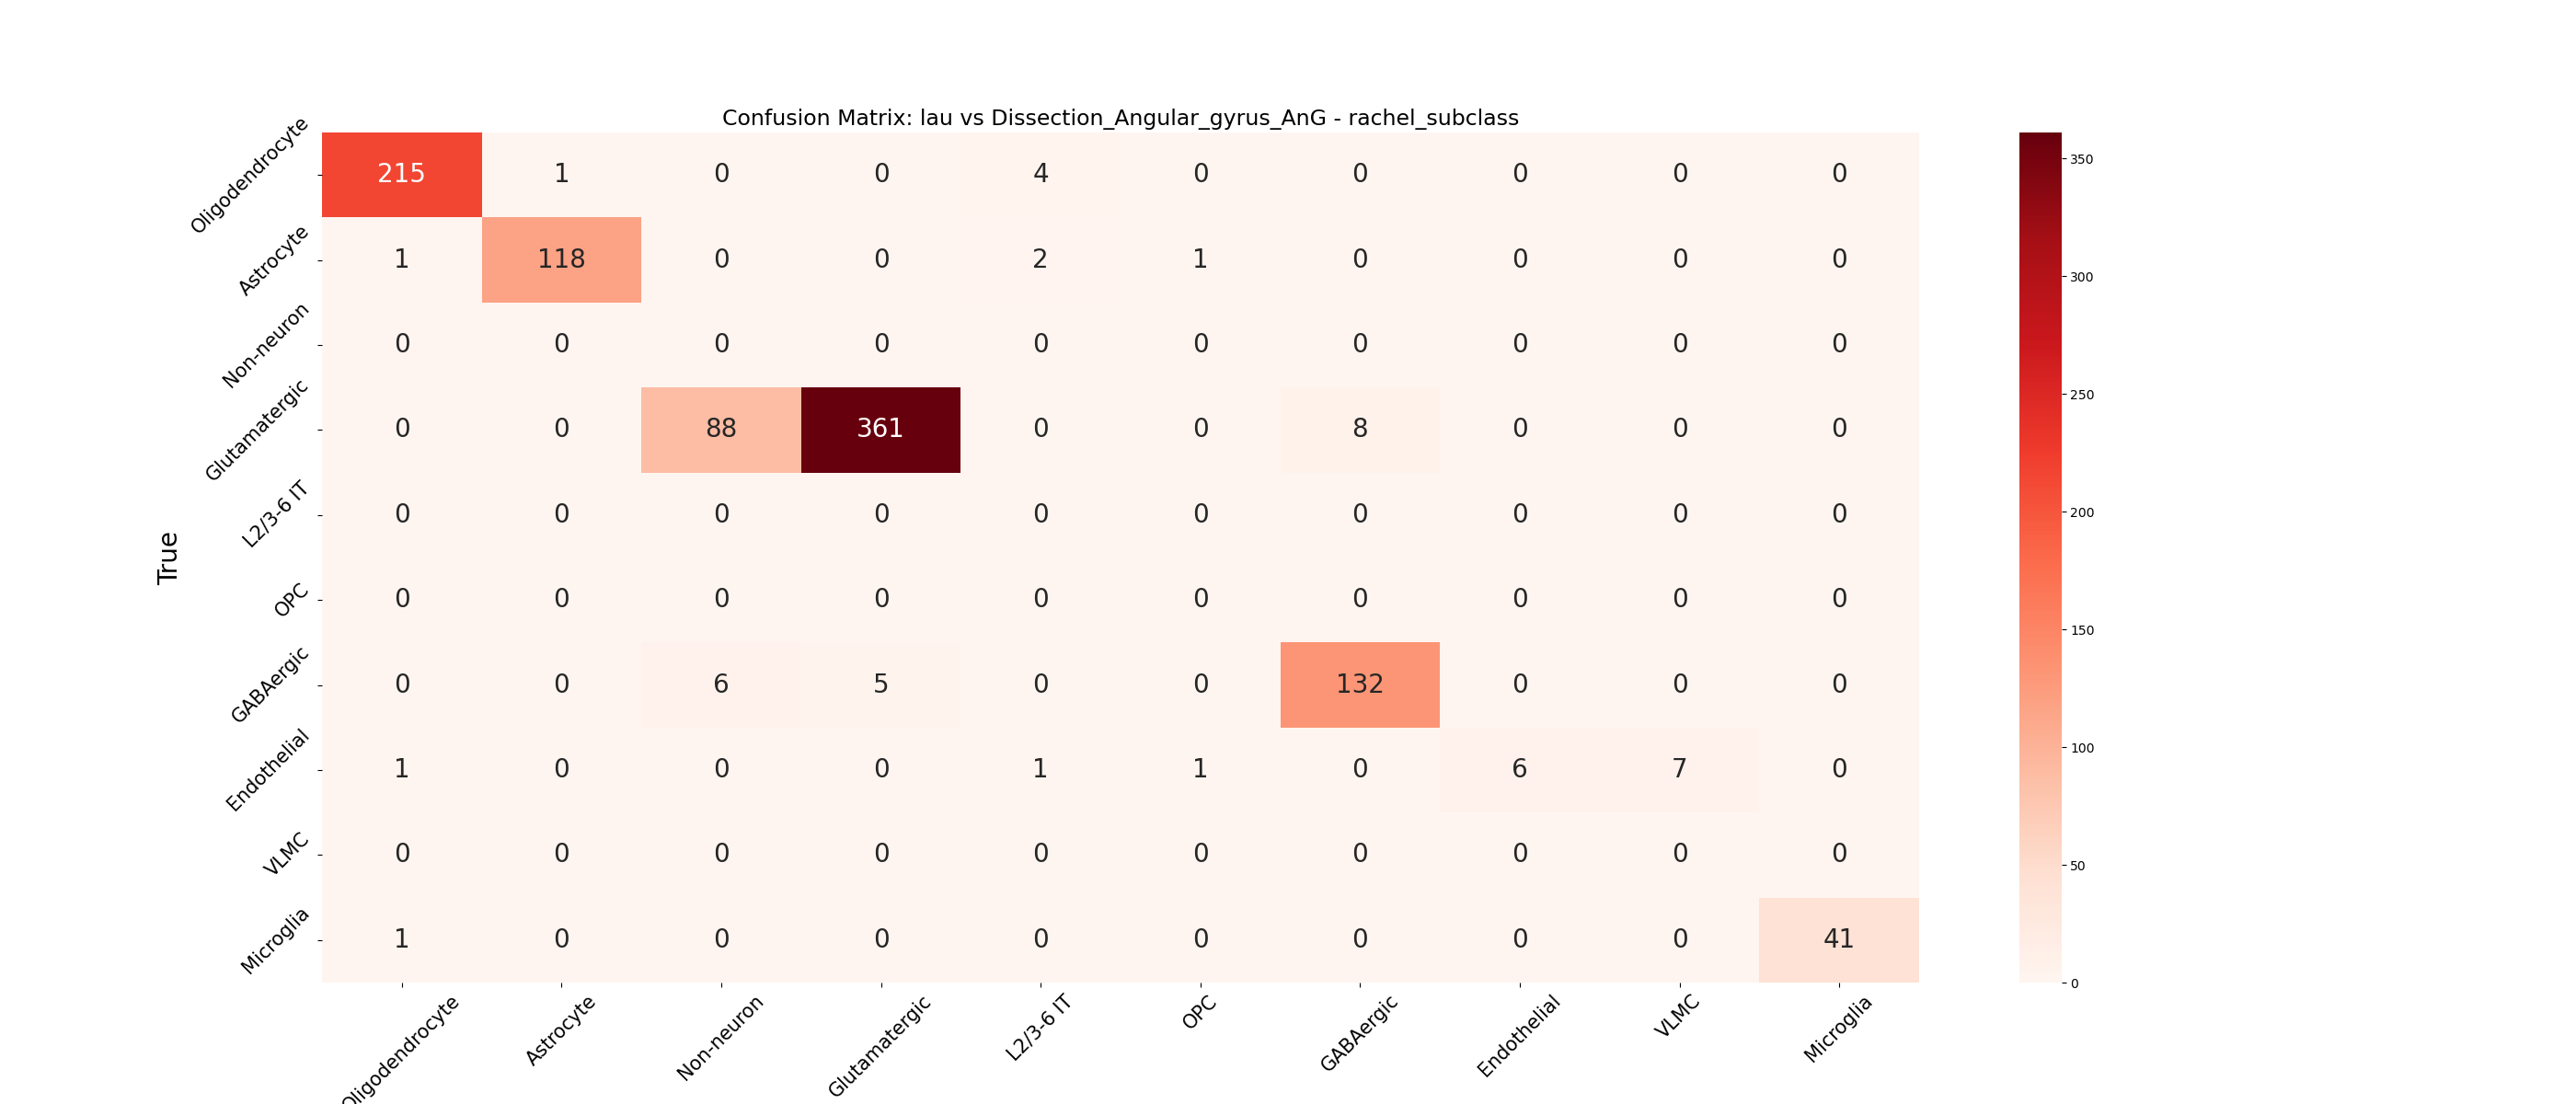 Confusion Matrix: lau vs Dissection_Angular_gyrus_AnG - rachel_subclass
True
Oligodendrocyte 215 1 0 0 4 0 0 0 0 0
Astrocyte 1 118 0 0 2 1 0 0 0 0
Non-neuron 0 0 0 0 0 0 0 0 0 0
Glutamatergic 0 0 88 361 0 0 8 0 0 0
L2/3-6 IT 0 0 0 0 0 0 0 0 0 0
OPC 0 0 0 0 0 0 0 0 0 0
GABAergic 0 0 6 5 0 0 132 0 0 0
Endothelial 1 0 0 0 1 1 0 6 7 0
VLMC 0 0 0 0 0 0 0 0 0 0
Microglia 1 0 0 0 0 0 0 0 0 41
Oligodendrocyte Astrocyte Non-neuron Glutamatergic L2/3-6 IT OPC GABAergic Endothelial VLMC Microglia
350
300
250
200
150
100
50
0